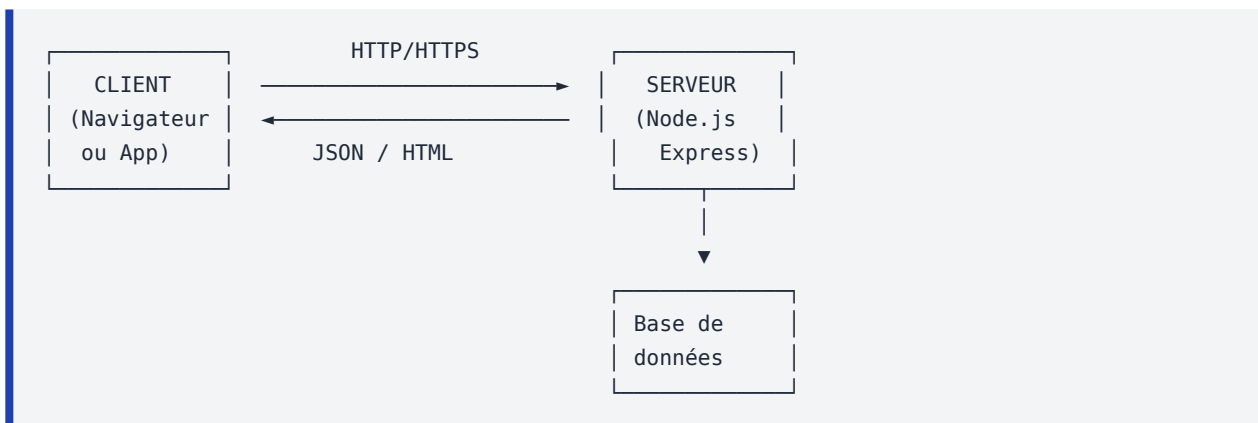 HTTP/HTTPS
CLIENT SERVEUR
(Navigateur (Node.js
ou App) JSON / HTML Express)
Base de
données